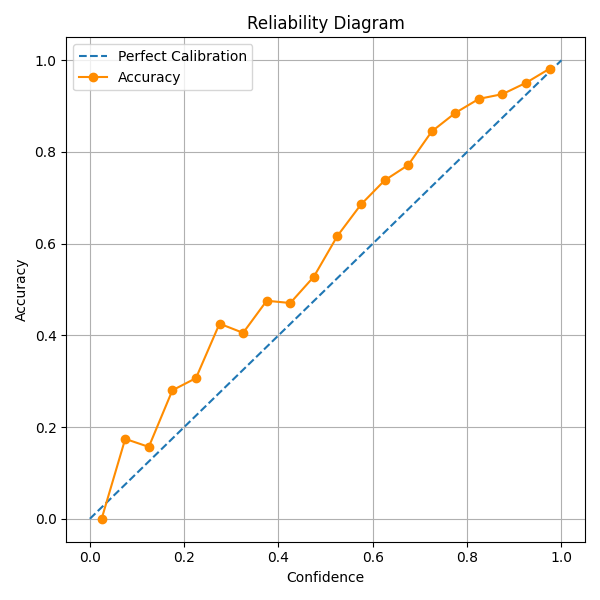 Reliability Diagram
Perfect Calibration
Accuracy
1.0
0.8
0.6
0.4
0.2
0.0
Accuracy
0.0 0.2 0.4 0.6 0.8 1.0
Confidence